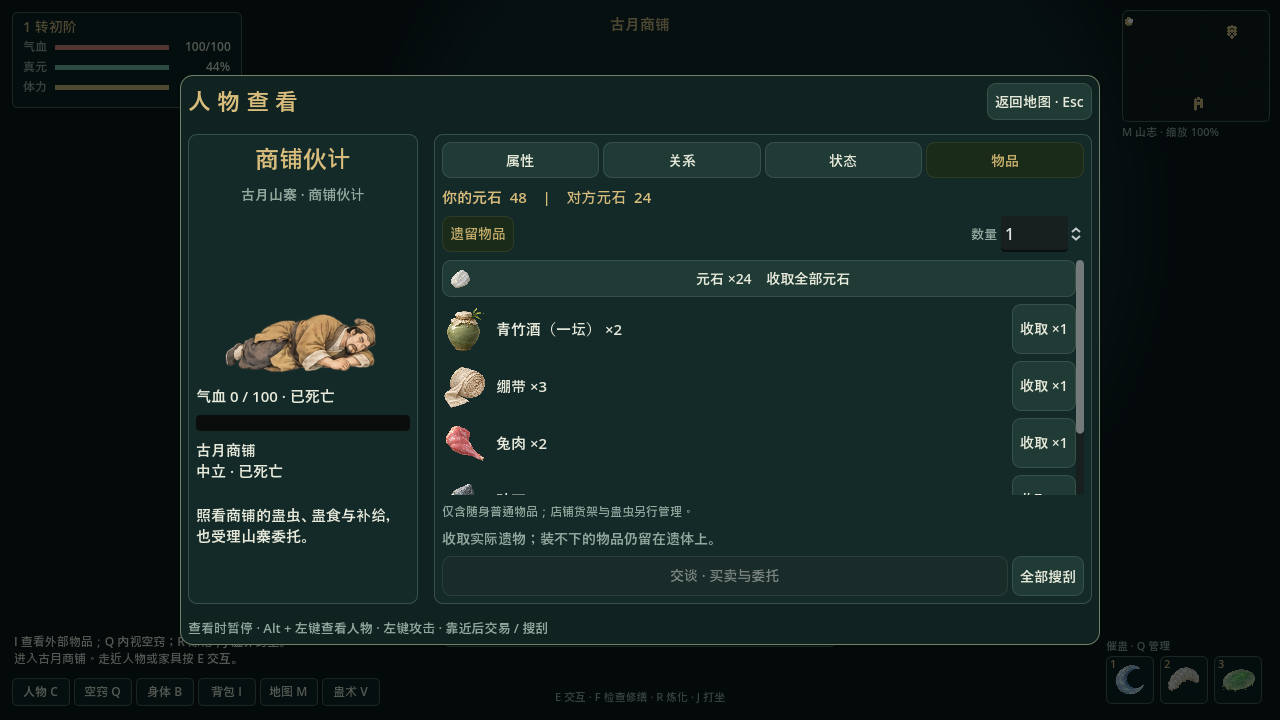 1 转初阶
气血 100/100
真元 44%
体力
古月商铺
M 山志 · 缩放 100%
人物查看
返回地图 · Esc
商铺伙计
古月山寨 · 商铺伙计
气血 0 / 100 · 已死亡
古月商铺
中立 · 已死亡
照看商铺的蛊虫、蛊食与补给，
也受理山寨委托。
属性 关系 状态 物品
你的元石 48 | 对方元石 24
遗留物品 数量 1
元石 ×24 收取全部元石
青竹酒（一坛） ×2 收取 ×1
绷带 ×3 收取 ×1
兔肉 ×2 收取 ×1
仅含随身普通物品；店铺货架与蛊虫另行管理。
收取实际遗物；装不下的物品仍留在遗体上。
交谈 · 买卖与委托 全部搜刮
查看时暂停 · Alt + 左键查看人物 · 左键攻击 · 靠近后交易 / 搜刮
I 查看外部物品；Q 内视空窍；R
进入古月商铺。走近人物或家具按 E 交互。
人物 C 空窍 Q 身体 B 背包 I 地图 M 蛊术 V
E 交互 · F 检查修缮 · R 炼化 · J 打坐
催蛊 · Q 管理
1 2 3